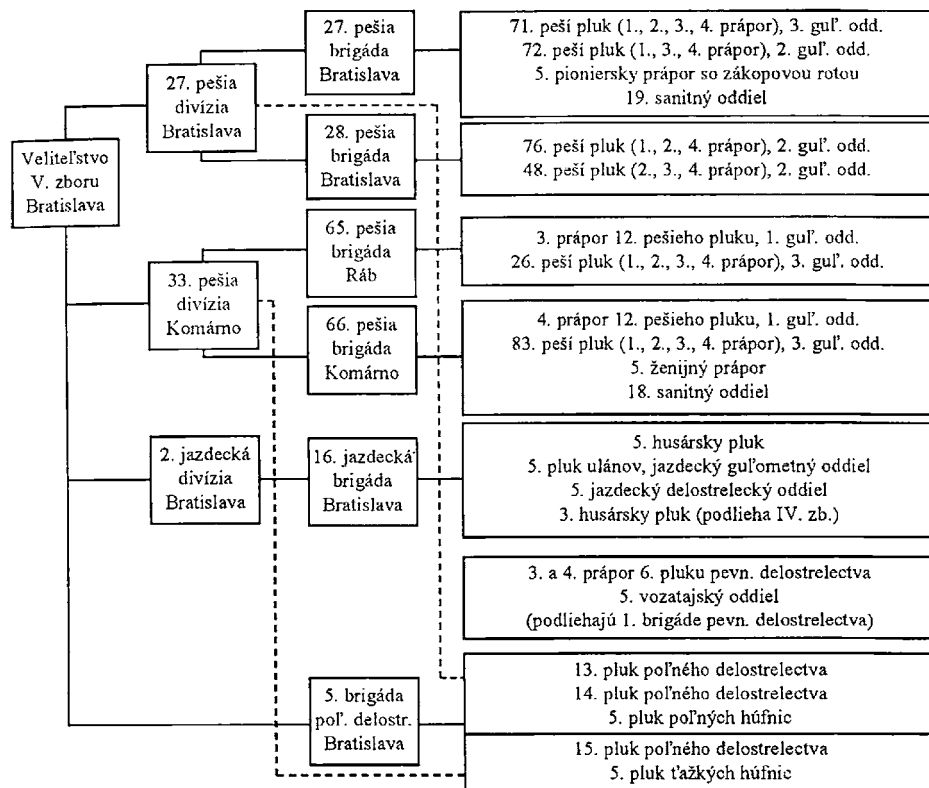 Veliteľstvo
V. zboru
Bratislava
27. pešia
divízia
Bratislava
33. pešia
divízia
Komárno
2. jazdecká
divízia
Bratislava
27. pešia
brigáda
Bratislava
28. pešia
brigáda
Bratislava
65. pešia
brigáda
Ráb
66. pešia
brigáda
Komárno
16. jazdecká
brigáda
Bratislava
5. brigáda
poľ. delostr.
Bratislava
71. peší pluk (1., 2., 3., 4. prápor), 3. guľ. odd.
72. peší pluk (1., 3., 4. prápor), 2. guľ. odd.
5. pioniersky prápor so zákopovou rotou
19. sanitný oddiel
76. peší pluk (1., 2., 4. prápor), 2. guľ. odd.
48. peší pluk (2., 3., 4. prápor), 2. guľ. odd.
3. prápor 12. pešieho pluku, 1. guľ. odd.
26. peší pluk (1., 2., 3., 4. prápor), 3. guľ. odd.
4. prápor 12. pešieho pluku, 1. guľ. odd.
83. peší pluk (1., 2., 3., 4. prápor), 3. guľ. odd.
5. ženijný prápor
18. sanitný oddiel
5. husársky pluk
5. pluk ulánov, jazdecký guľometný oddiel
5. jazdecký delostrelecký oddiel
3. husársky pluk (podlieha IV. zb.)
3. a 4. prápor 6. pluku pevn. delostrelectva
5. vozatajský oddiel
(podliehajú 1. brigáde pevn. delostrelectva)
13. pluk poľného delostrelectva
14. pluk poľného delostrelectva
5. pluk poľných húfnic
15. pluk poľného delostrelectva
5. pluk ťažkých húfnic